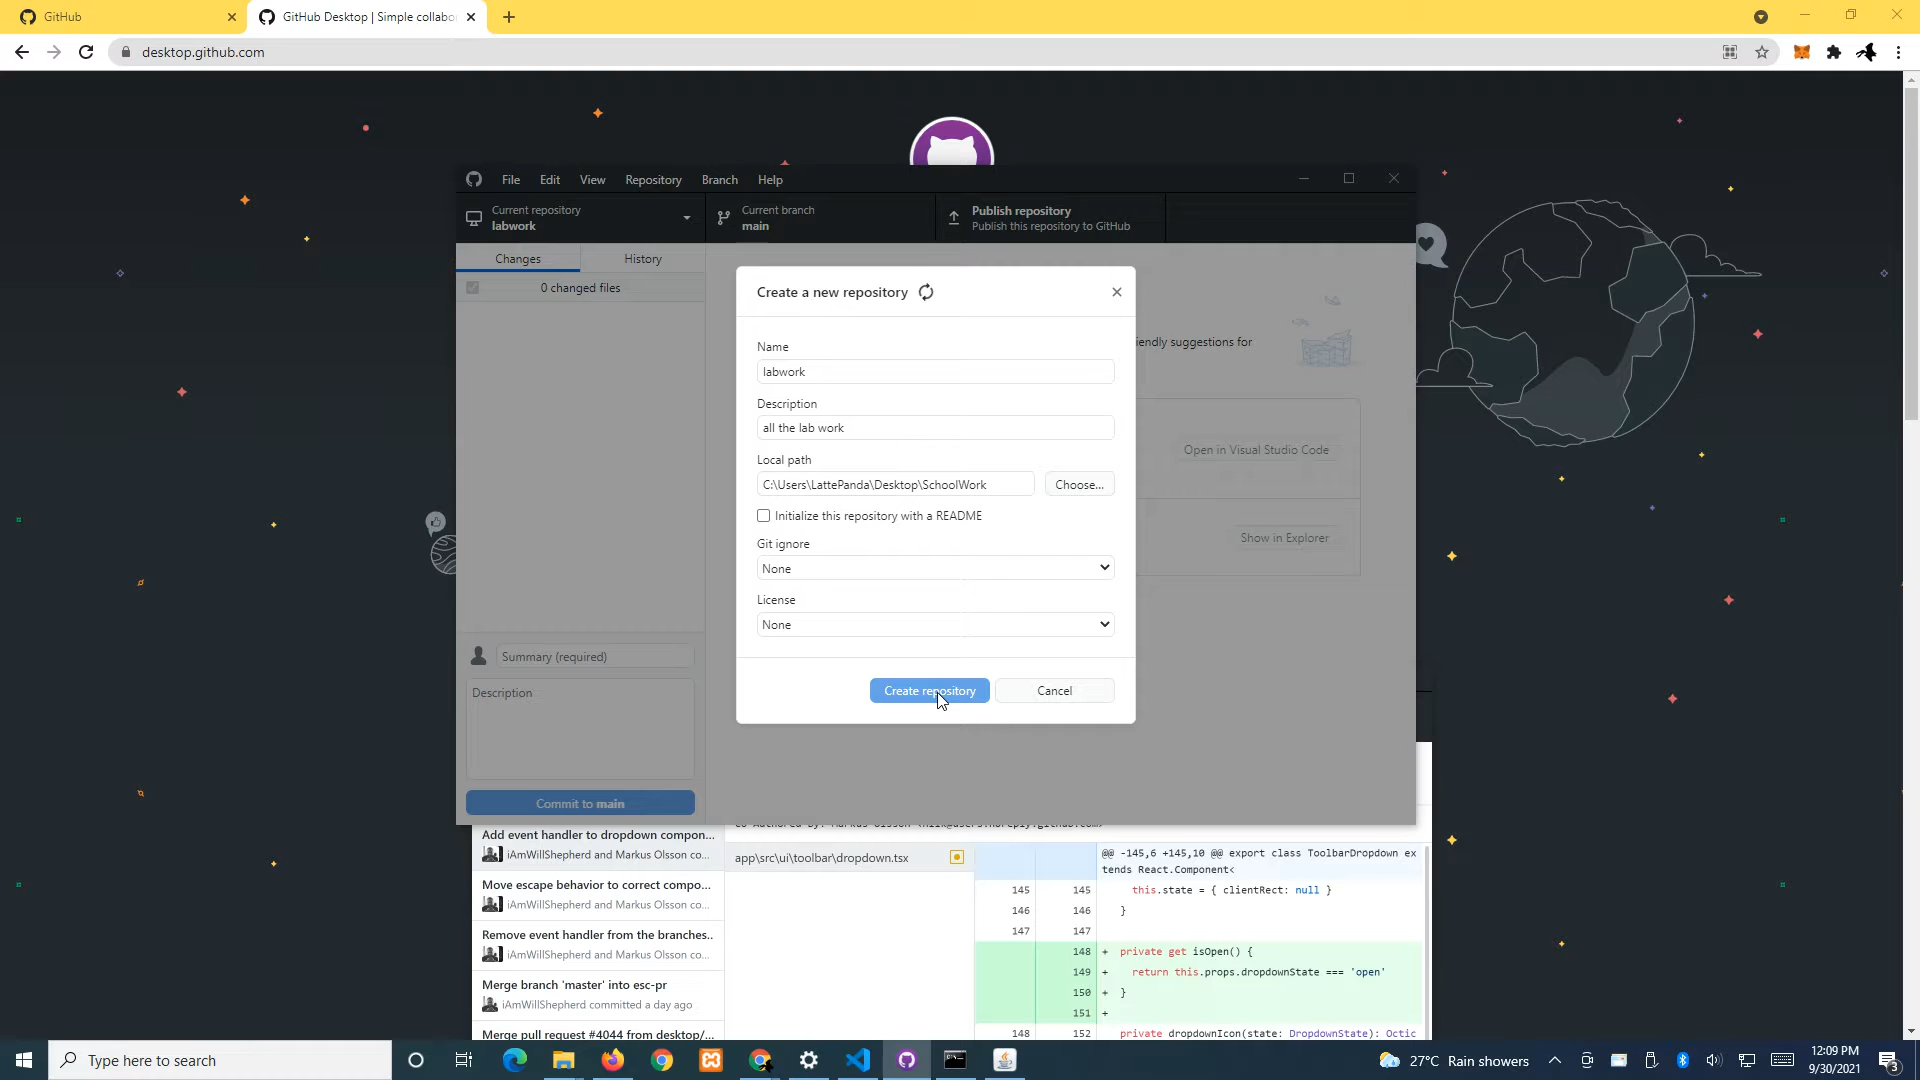 GitHub
GitHub Desktop | Simple collabo
desktop.github.com
File Edit View Repository Branch Help
Current repository
labwork
Current branch
main
Publish repository
Publish this repository to GitHub
Changes
History
0 changed files
Create a new repository
Name
labwork
Description
all the lab work
Local path
C:\Users\LattePanda\Desktop\SchoolWork
Choose...
Initialize this repository with a README
Git ignore
None
License
None
Create repository
Cancel
iendly suggestions for
Open in Visual Studio Code
Show in Explorer
Summary (required)
Description
Commit to main
Add event handler to dropdown compon...
iAmWillShepherd and Markus Olsson co...
Move escape behavior to correct compo...
iAmWillShepherd and Markus Olsson co...
Remove event handler from the branches..
iAmWillShepherd and Markus Olsson co...
Merge branch 'master' into esc-pr
iAmWillShepherd committed a day ago
Merge pull request #4044 from desktop/...
app\src\ui\toolbar\dropdown.tsx
@@ -145,6 +145,10 @@ export class ToolbarDropdown ex
tends React.Component<
145 145 this.state = { clientRect: null }
146 146 }
147 147
148 + private get isOpen() {
149 + return this.props.dropdownState === 'open'
150 + }
151 +
148 152 private dropdownIcon(state: DropdownState): Octic
Type here to search
27°C Rain showers
12:09 PM
9/30/2021
3